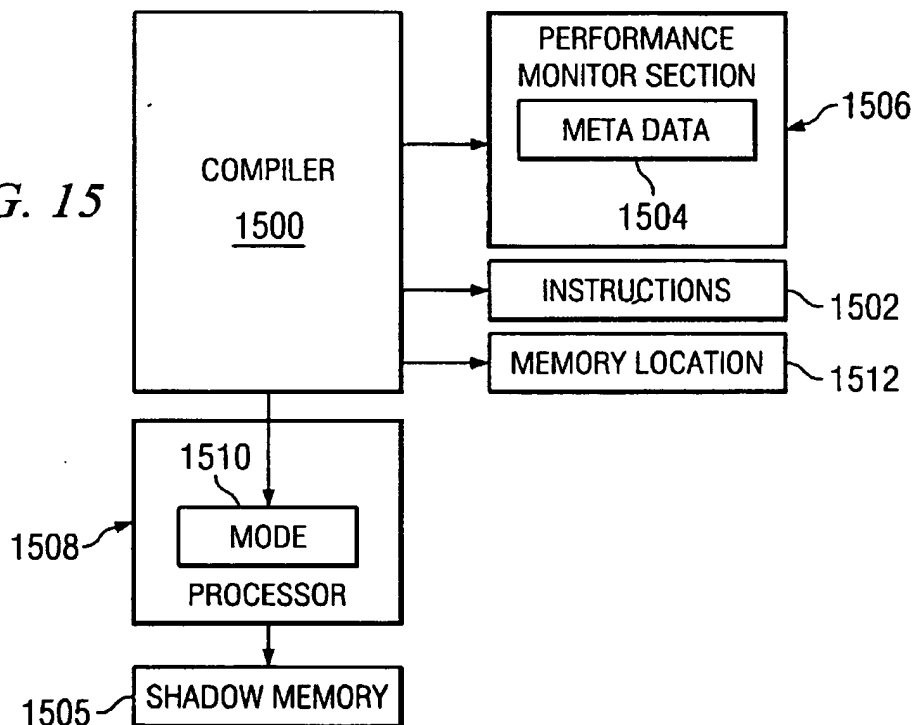 G. 15
COMPILER
1500
PERFORMANCE
MONITOR SECTION
META DATA
1504
1506
INSTRUCTIONS
1502
MEMORY LOCATION
1512
1510
MODE
PROCESSOR
1508
SHADOW MEMORY
1505